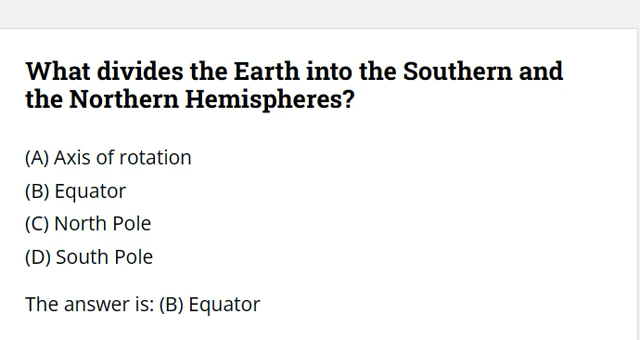 What divides the Earth into the Southern and
the Northern Hemispheres?
(A) Axis of rotation
(B) Equator
(C) North Pole
(D) South Pole
The answer is: (B) Equator